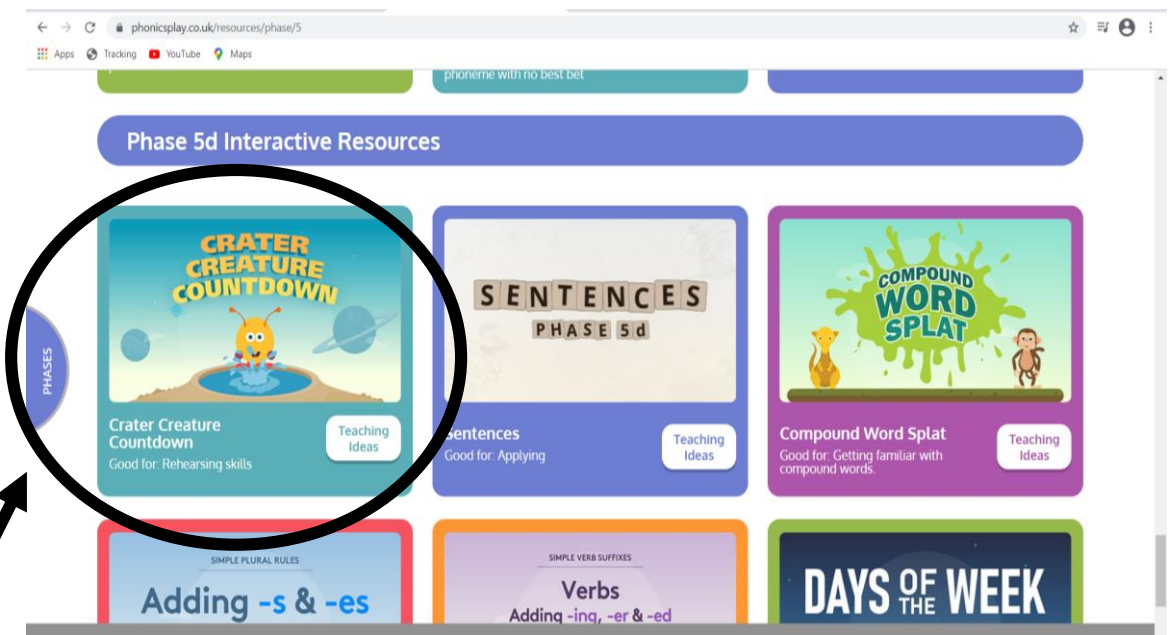 phonicsplay.co.uk/resources/phase/5
Apps Tracking YouTube Maps
phoneme with no best bet
Phase 5d Interactive Resources
CRATER
CREATURE
COUNTDOWN
Crater Creature
Countdown
Good for: Rehearsing skills
Teaching
Ideas
SENTENCES
PHASE 5d
Sentences
Good for: Applying
Teaching
Ideas
COMPOUND
WORD
SPLAT
Compound Word Splat
Good for: Getting familiar with
compound words.
Teaching
Ideas
PHASES
SIMPLE PLURAL RULES
Adding -s & -es
SIMPLE VERB SUFFIXES
Verbs
Adding -ing, -er & -ed
DAYS OF THE WEEK